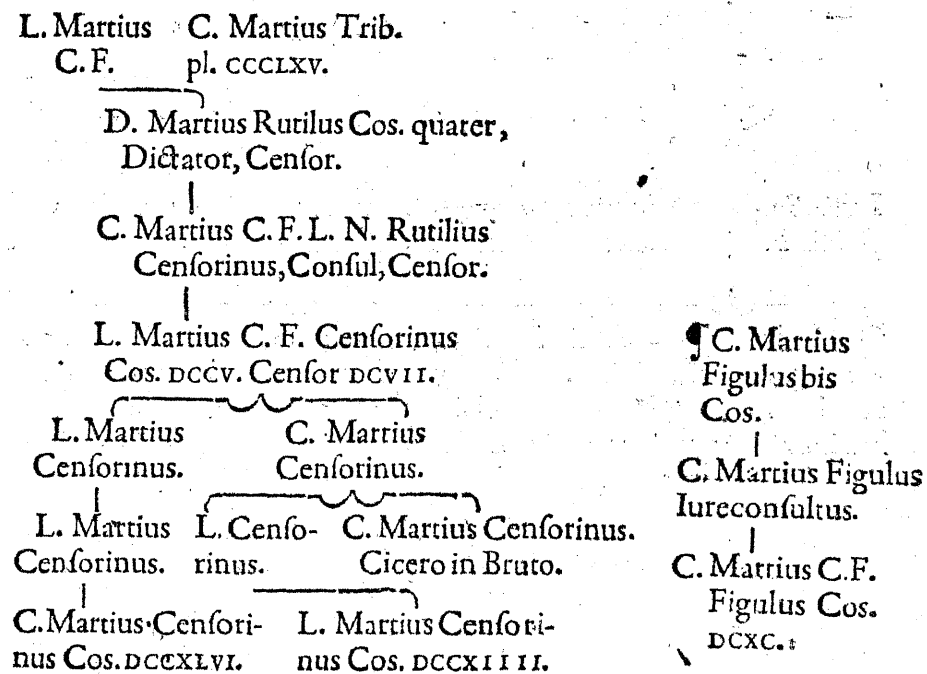 L. Martius C. Martius Trib.
C. F. pl. CCCLXV.
D. Martius Rutilus Cos. quater,
Dictator, Cenſor.
C. Martius C. F. L. N. Rutilius
Cenſorinus, Conſul, Cenſor.
L. Martius C. F. Cenſorinus
Cos. DCCV. Cenſor DCVII.
L. Martius C. Martius
Cenſorinus. Cenſorinus.
L. Martius L. Cenſo- C. Martius Cenſorinus.
Cenſorinus. rinus. Cicero in Bruto.
C. Martius Cenſori- L. Martius Cenſori-
nus Cos. DCCXLVI. nus Cos. DCCXIIII.
¶ C. Martius
Figulus bis
Cos.
C. Martius Figulus
Iureconſultus.
C. Martius C. F.
Figulus Cos.
DCXC.